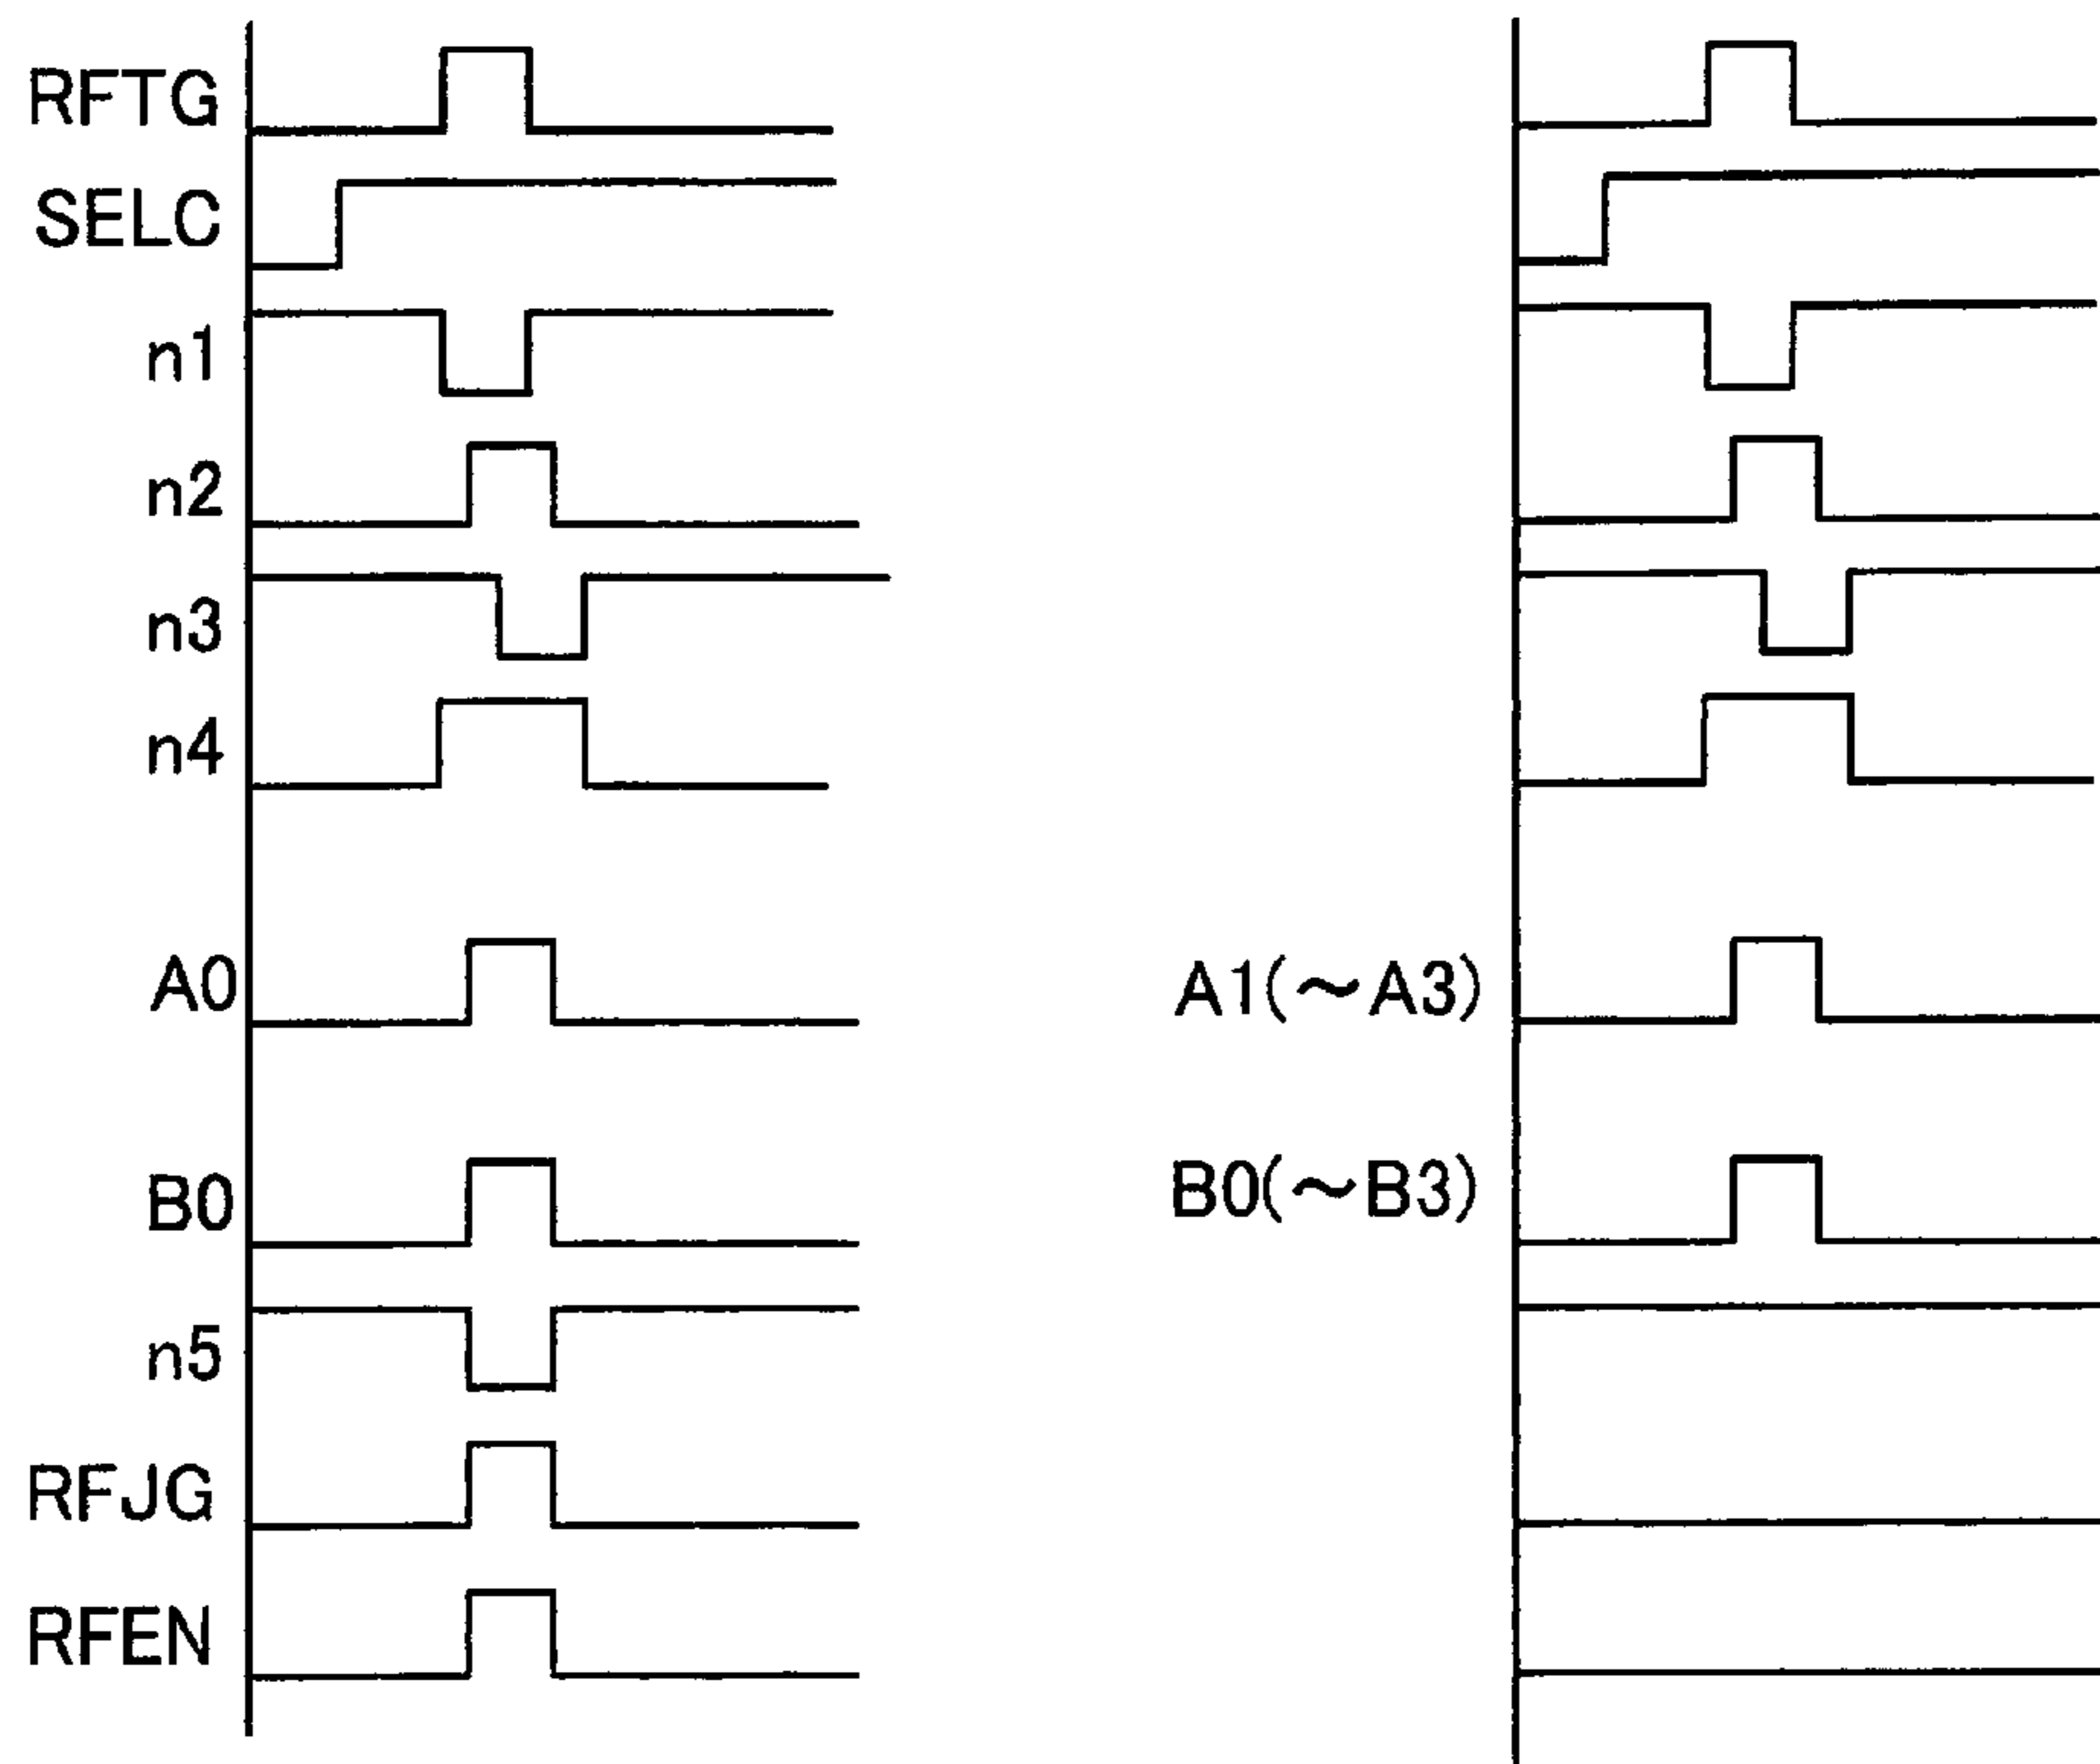 RFTG
SELC
n1
n2
n3
n4
A0
A1(～A3)
B0
B0(～B3)
n5
RFJG
RFEN